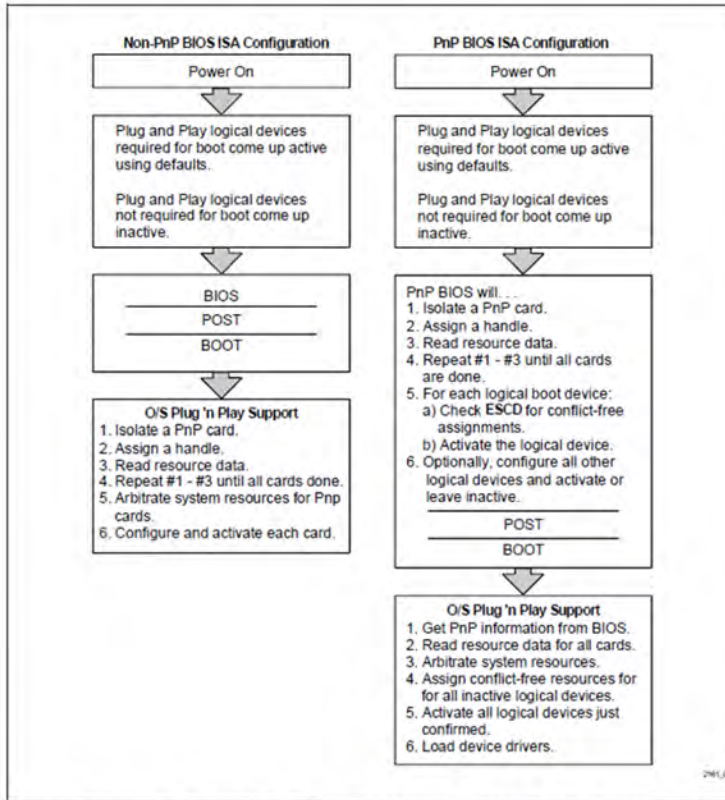 Non-PnP BIOS ISA Configuration
Power On
Plug and Play logical devices
required for boot come up active
using defaults.
Plug and Play logical devices
not required for boot come up
inactive.
BIOS
POST
BOOT
O/S Plug 'n Play Support
1. Isolate a PnP card.
2. Assign a handle.
3. Read resource data.
4. Repeat #1 - #3 until all cards done.
5. Arbitrate system resources for Pnp
cards.
6. Configure and activate each card.
PnP BIOS ISA Configuration
Power On
Plug and Play logical devices
required for boot come up active
using defaults.
Plug and Play logical devices
not required for boot come up
inactive.
PnP BIOS will. . .
1. Isolate a PnP card.
2. Assign a handle.
3. Read resource data.
4. Repeat #1 - #3 until all cards
are done.
5. For each logical boot device:
a) Check ESCD for conflict-free
assignments.
b) Activate the logical device.
6. Optionally, configure all other
logical devices and activate or
leave inactive.
POST
BOOT
O/S Plug 'n Play Support
1. Get PnP information from BIOS.
2. Read resource data for all cards.
3. Arbitrate system resources.
4. Assign conflict-free resources for
for all inactive logical devices.
5. Activate all logical devices just
confirmed.
6. Load device drivers.